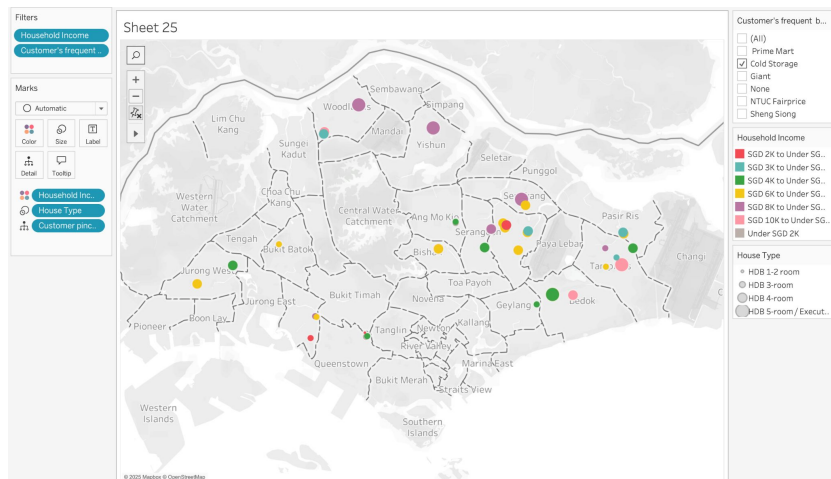 Filters
Household Income
Customer's frequent ..
Marks
Automatic
Color
Size
Label
Detail
Tooltip
Household Inc..
House Type
Customer pinc..
Sheet 25
Sembawang
Woodlands
Simpang
Lim Chu
Kang
Mandai
Sungei
Kadut
Yishun
Seletar
Punggol
Western
Water
Catchment
Choa Chu
Kang
Central Water
Catchment
Ang Mo Kio
Sengkang
Serangoon
Pasir Ris
Tengah
Bukit Batok
Bishan
Paya Lebar
Changi
Jurong West
Tampines
Toa Payoh
Bukit Timah
Jurong East
Novena
Geylang
Bedok
Boon Lay
Pioneer
Tanglin
Newton
Kallang
River Valley
Queenstown
Marina East
Bukit Merah
Straits View
Western
Islands
Southern
Islands
© 2025 Mapbox © OpenStreetMap
Customer's frequent b...
(All)
Prime Mart
Cold Storage
Giant
None
NTUC Fairprice
Sheng Siong
Household Income
SGD 2K to Under SG..
SGD 3K to Under SG..
SGD 4K to Under SG..
SGD 6K to Under SG..
SGD 8K to Under SG..
SGD 10K to Under SG..
Under SGD 2K
House Type
HDB 1-2 room
HDB 3-room
HDB 4-room
HDB 5-room / Execut..